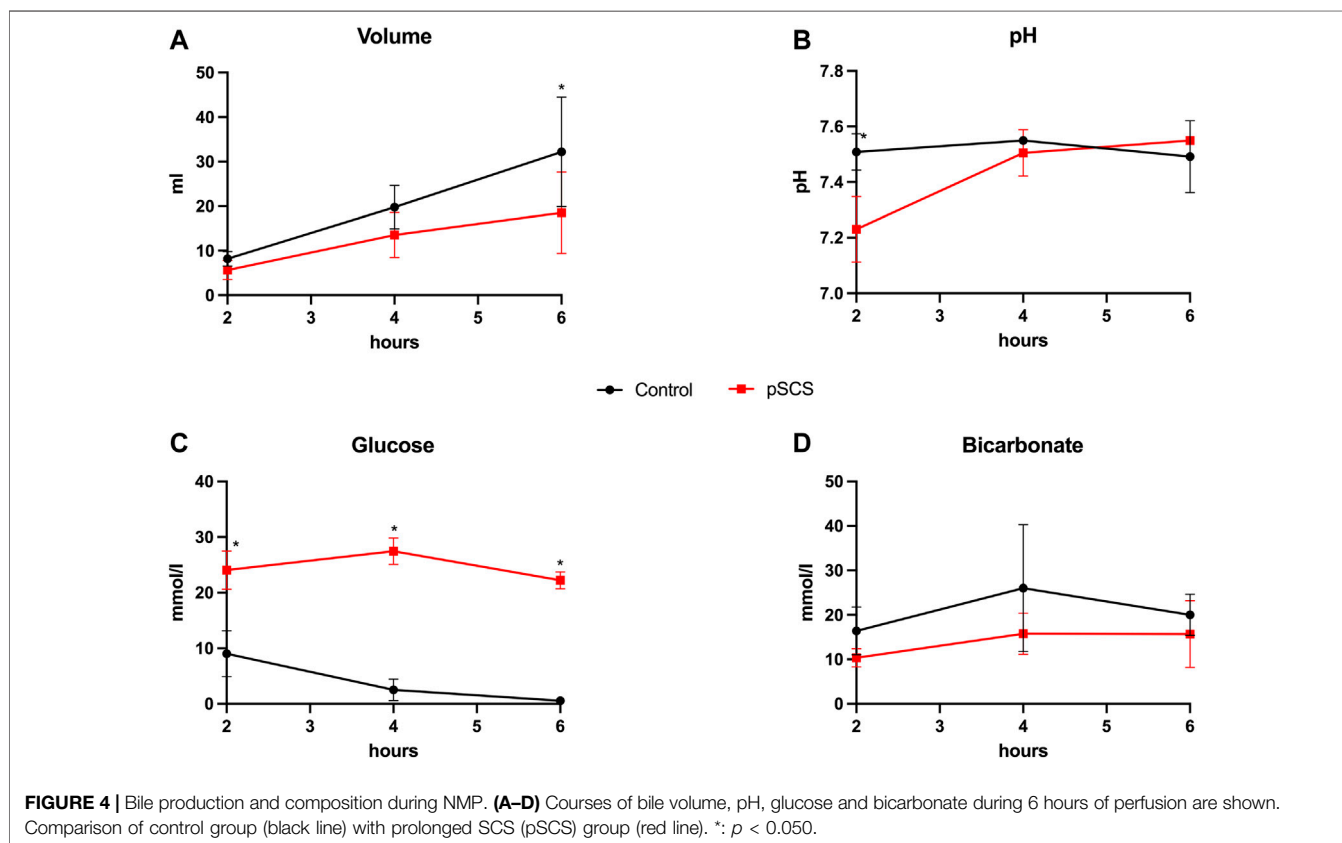 A
Volume
50
40
30
20
10
0
ml
*
2
3
4
5
6
hours
B
pH
7.8
7.6
7.4
7.2
7.0
pH
*
2
3
4
5
6
hours
Control
pSCS
C
Glucose
40
30
20
10
0
mmol/l
*
*
*
2
3
4
5
6
hours
D
Bicarbonate
50
40
30
20
10
0
mmol/l
2
3
4
5
6
hours
FIGURE 4 | Bile production and composition during NMP. (A–D) Courses of bile volume, pH, glucose and bicarbonate during 6 hours of perfusion are shown.
Comparison of control group (black line) with prolonged SCS (pSCS) group (red line). *: p < 0.050.